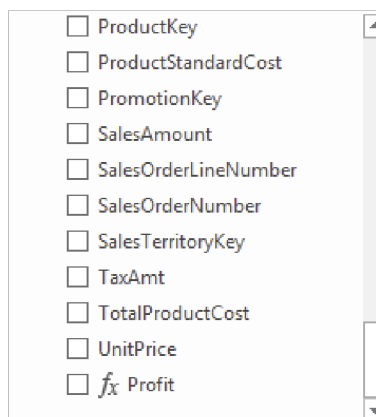 ProductKey
ProductStandardCost
PromotionKey
SalesAmount
SalesOrderLineNumber
SalesOrderNumber
SalesTerritoryKey
TaxAmt
TotalProductCost
UnitPrice
fx Profit